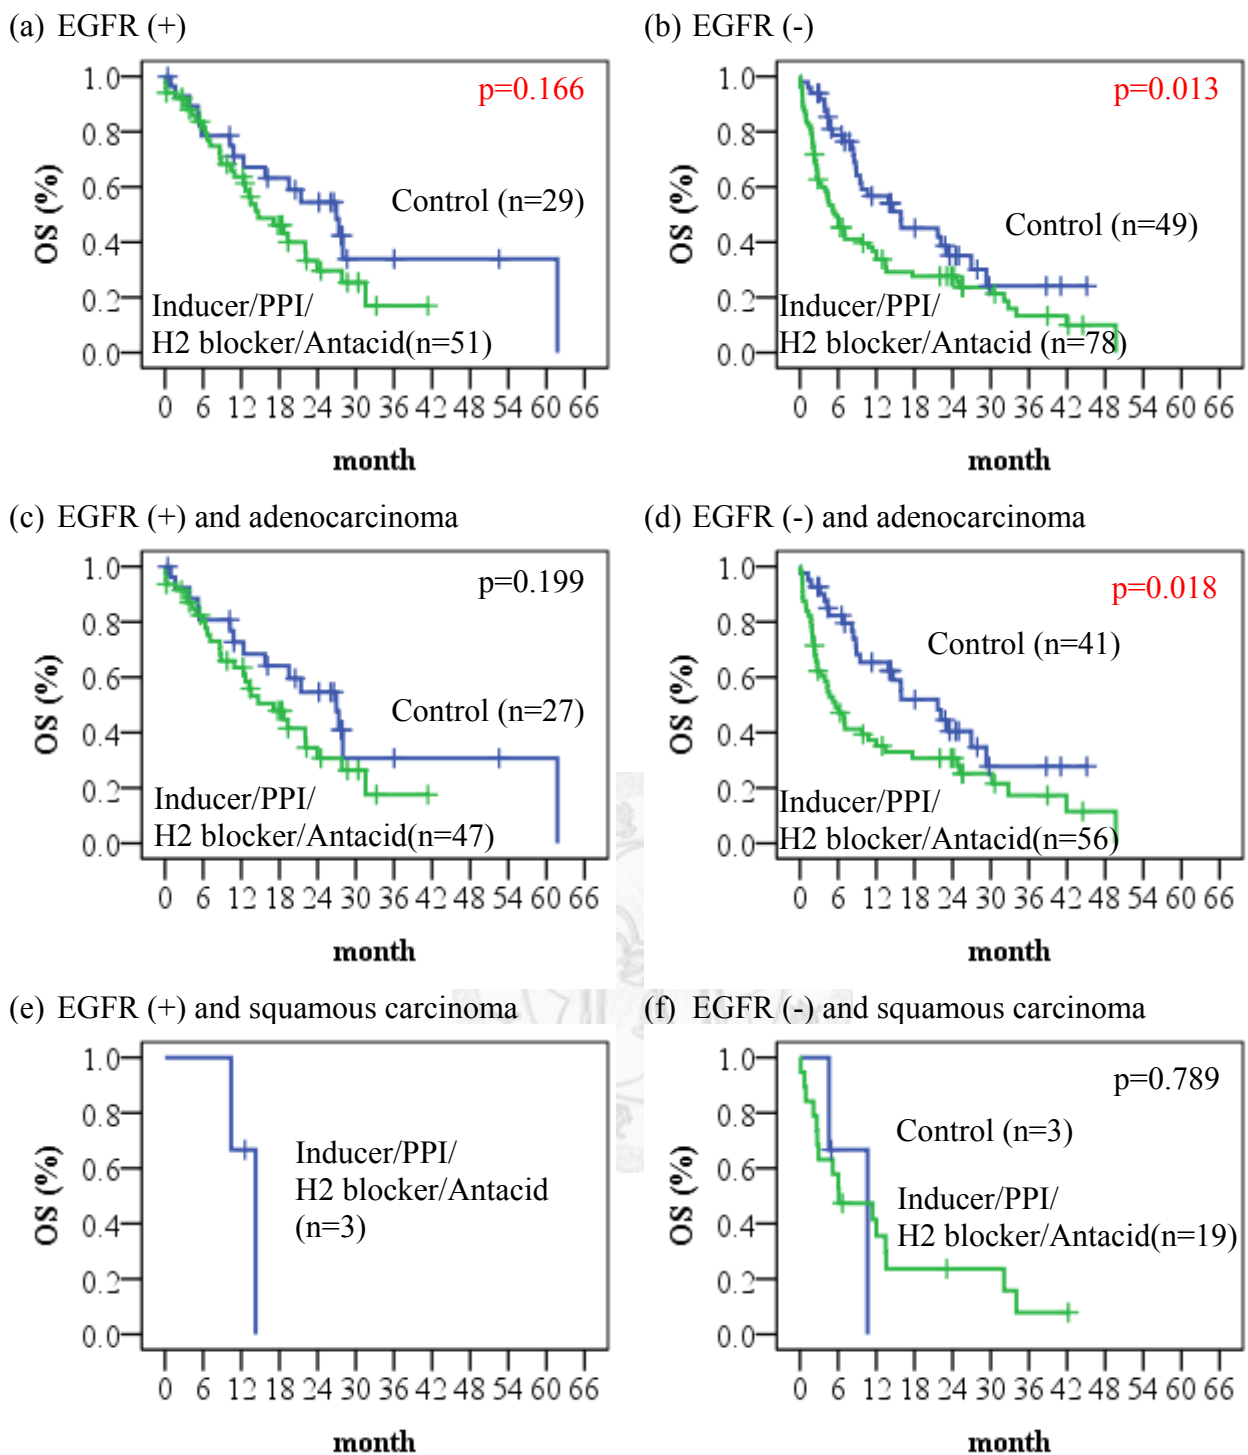 (a) EGFR (+)
(b) EGFR (-)
1.0
0.8
0.6
0.4
0.2
0.0
OS (%)
p=0.166
Control (n=29)
Inducer/PPI/
H2 blocker/Antacid(n=51)
0 6 12 18 24 30 36 42 48 54 60 66
month
1.0
0.8
0.6
0.4
0.2
0.0
OS (%)
p=0.013
Control (n=49)
Inducer/PPI/
H2 blocker/Antacid (n=78)
0 6 12 18 24 30 36 42 48 54 60 66
month
(c) EGFR (+) and adenocarcinoma
(d) EGFR (-) and adenocarcinoma
1.0
0.8
0.6
0.4
0.2
0.0
OS (%)
p=0.199
Control (n=27)
Inducer/PPI/
H2 blocker/Antacid(n=47)
0 6 12 18 24 30 36 42 48 54 60 66
month
1.0
0.8
0.6
0.4
0.2
0.0
OS (%)
p=0.018
Control (n=41)
Inducer/PPI/
H2 blocker/Antacid(n=56)
0 6 12 18 24 30 36 42 48 54 60 66
month
(e) EGFR (+) and squamous carcinoma
(f) EGFR (-) and squamous carcinoma
1.0
0.8
0.6
0.4
0.2
0.0
OS (%)
Inducer/PPI/
H2 blocker/Antacid
(n=3)
0 6 12 18 24 30 36 42 48 54 60 66
month
1.0
0.8
0.6
0.4
0.2
0.0
OS (%)
p=0.789
Control (n=3)
Inducer/PPI/
H2 blocker/Antacid(n=19)
0 6 12 18 24 30 36 42 48 54 60 66
month